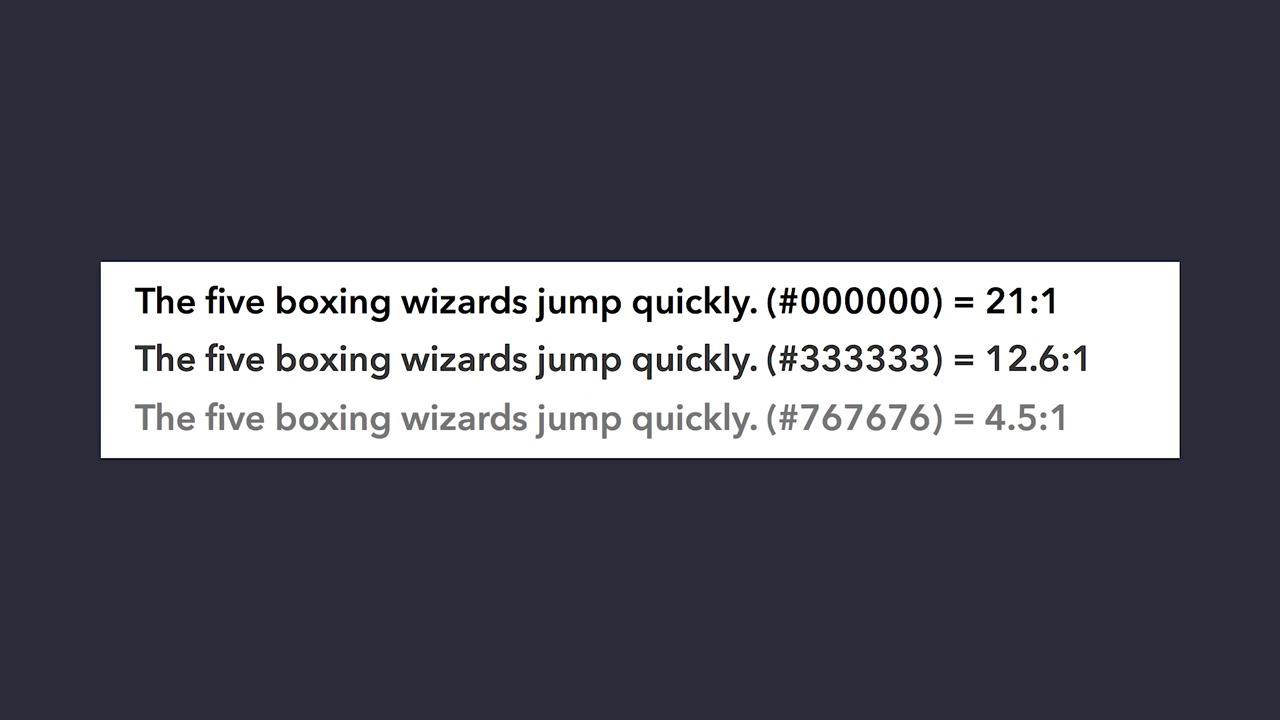 The five boxing wizards jump quickly. (#000000) = 21:1
The five boxing wizards jump quickly. (#333333) = 12.6:1
The five boxing wizards jump quickly. (#767676) = 4.5:1